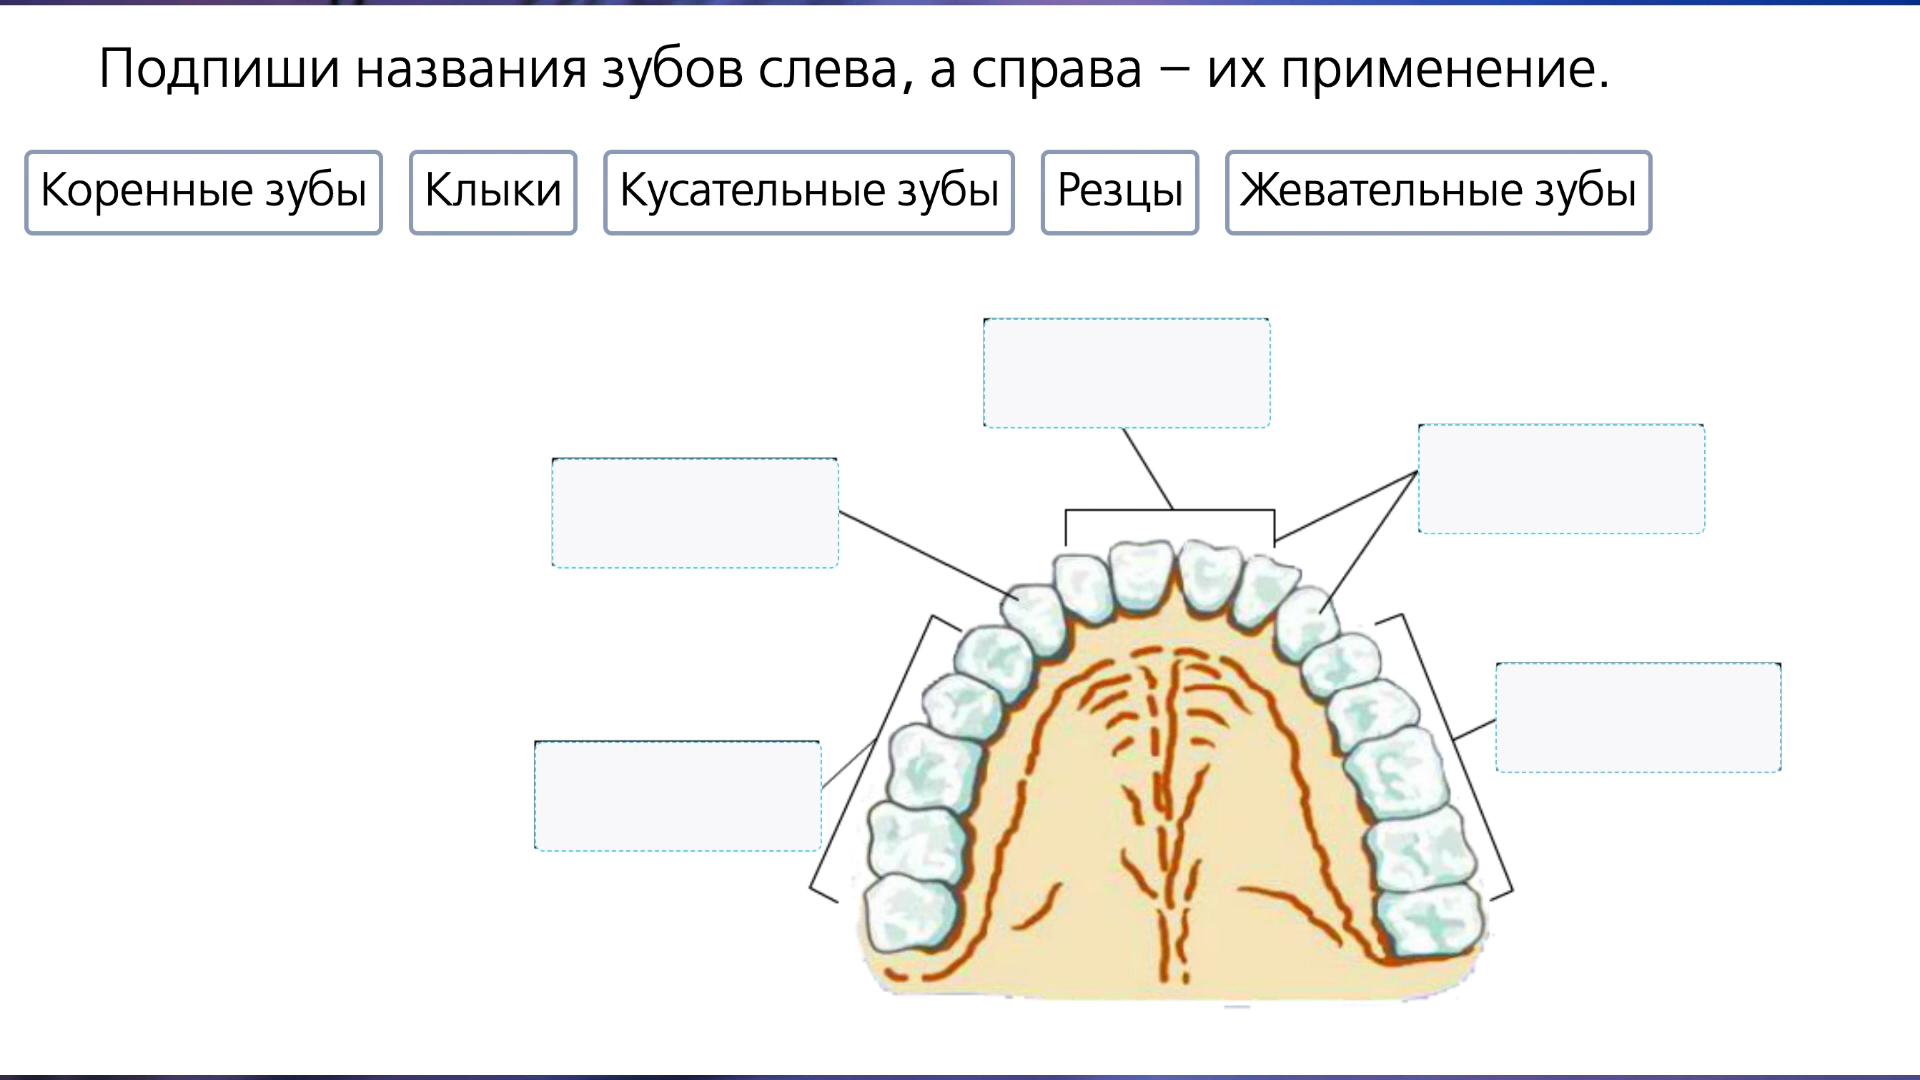 Подпиши названия зубов слева, а справа – их применение.
Коренные зубы Клыки Кусательные зубы Резцы Жевательные зубы